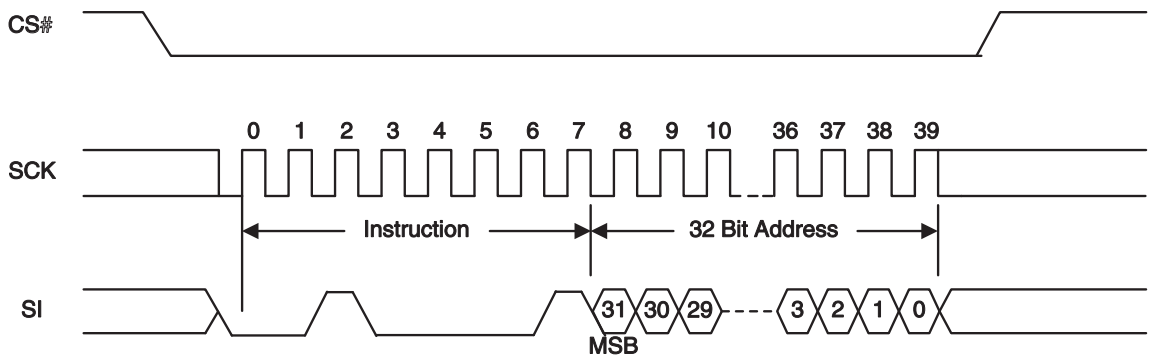 CS#
0 1 2 3 4 5 6 7 8 9 10 36 37 38 39
SCK
Instruction 32 Bit Address
SI 31 30 29 3 2 1 0
MSB